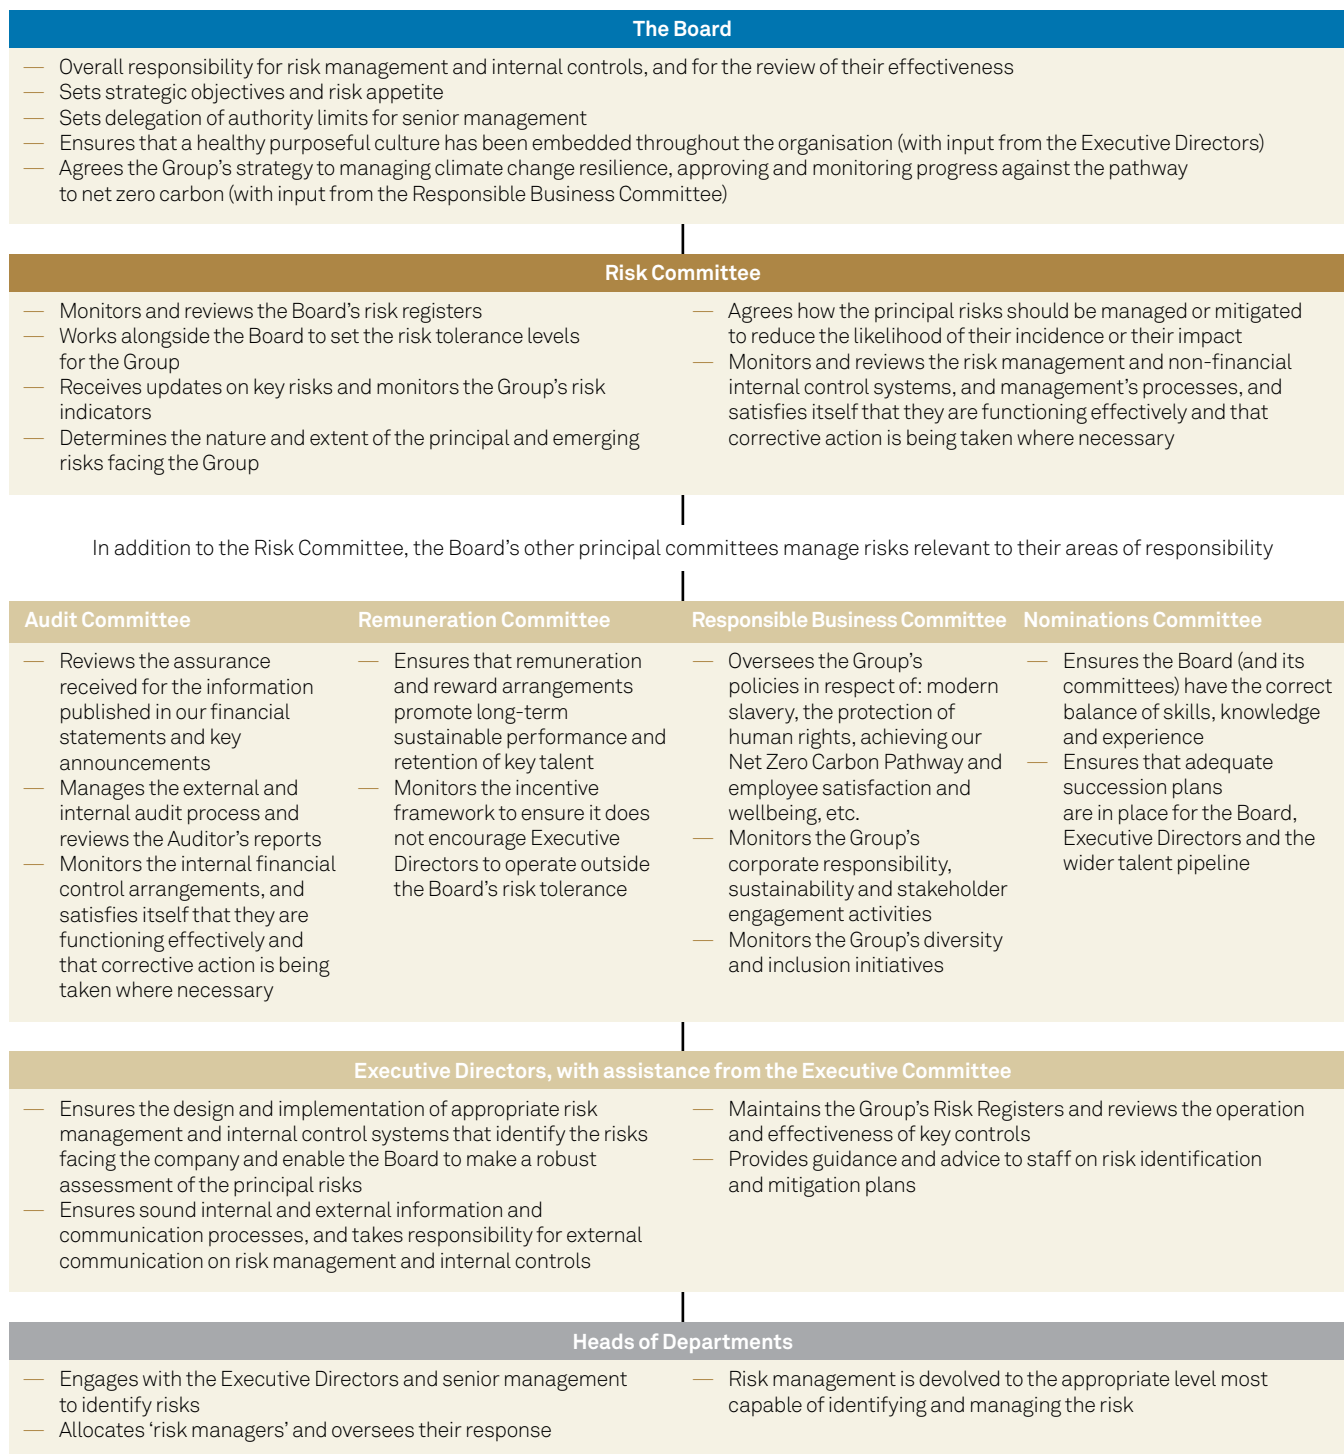 The Board
— Overall responsibility for risk management and internal controls, and for the review of their effectiveness
— Sets strategic objectives and risk appetite
— Sets delegation of authority limits for senior management
— Ensures that a healthy purposeful culture has been embedded throughout the organisation (with input from the Executive Directors)
— Agrees the Group’s strategy to managing climate change resilience, approving and monitoring progress against the pathway
to net zero carbon (with input from the Responsible Business Committee)
Risk Committee
— Monitors and reviews the Board’s risk registers
— Works alongside the Board to set the risk tolerance levels
for the Group
— Receives updates on key risks and monitors the Group’s risk
indicators
— Determines the nature and extent of the principal and emerging
risks facing the Group
— Agrees how the principal risks should be managed or mitigated
to reduce the likelihood of their incidence or their impact
— Monitors and reviews the risk management and non-financial
internal control systems, and management’s processes, and
satisfies itself that they are functioning effectively and that
corrective action is being taken where necessary
In addition to the Risk Committee, the Board’s other principal committees manage risks relevant to their areas of responsibility
Audit Committee
— Reviews the assurance
received for the information
published in our financial
statements and key
announcements
— Manages the external and
internal audit process and
reviews the Auditor’s reports
— Monitors the internal financial
control arrangements, and
satisfies itself that they are
functioning effectively and
that corrective action is being
taken where necessary
Remuneration Committee
— Ensures that remuneration
and reward arrangements
promote long-term
sustainable performance and
retention of key talent
— Monitors the incentive
framework to ensure it does
not encourage Executive
Directors to operate outside
the Board’s risk tolerance
Responsible Business Committee
— Oversees the Group’s
policies in respect of: modern
slavery, the protection of
human rights, achieving our
Net Zero Carbon Pathway and
employee satisfaction and
wellbeing, etc.
— Monitors the Group’s
corporate responsibility,
sustainability and stakeholder
engagement activities
— Monitors the Group’s diversity
and inclusion initiatives
Nominations Committee
— Ensures the Board (and its
committees) have the correct
balance of skills, knowledge
and experience
— Ensures that adequate
succession plans
are in place for the Board,
Executive Directors and the
wider talent pipeline
Executive Directors, with assistance from the Executive Committee
— Ensures the design and implementation of appropriate risk
management and internal control systems that identify the risks
facing the company and enable the Board to make a robust
assessment of the principal risks
— Ensures sound internal and external information and
communication processes, and takes responsibility for external
communication on risk management and internal controls
— Maintains the Group’s Risk Registers and reviews the operation
and effectiveness of key controls
— Provides guidance and advice to staff on risk identification
and mitigation plans
Heads of Departments
— Engages with the Executive Directors and senior management
to identify risks
— Allocates ‘risk managers’ and oversees their response
— Risk management is devolved to the appropriate level most
capable of identifying and managing the risk